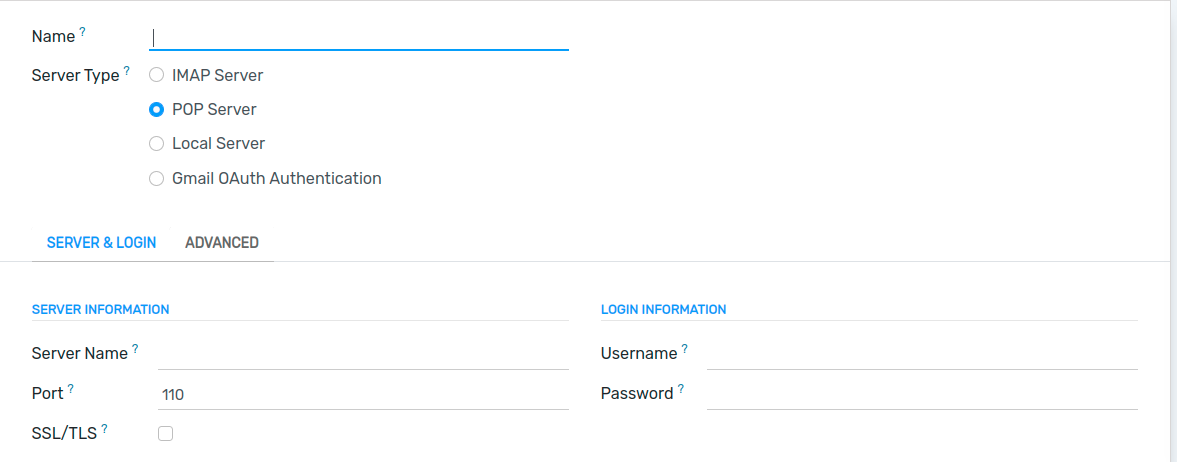 Name ?
Server Type ? IMAP Server
POP Server
Local Server
Gmail OAuth Authentication
SERVER & LOGIN ADVANCED
SERVER INFORMATION
Server Name ?
Port ? 110
SSL/TLS ?
LOGIN INFORMATION
Username ?
Password ?